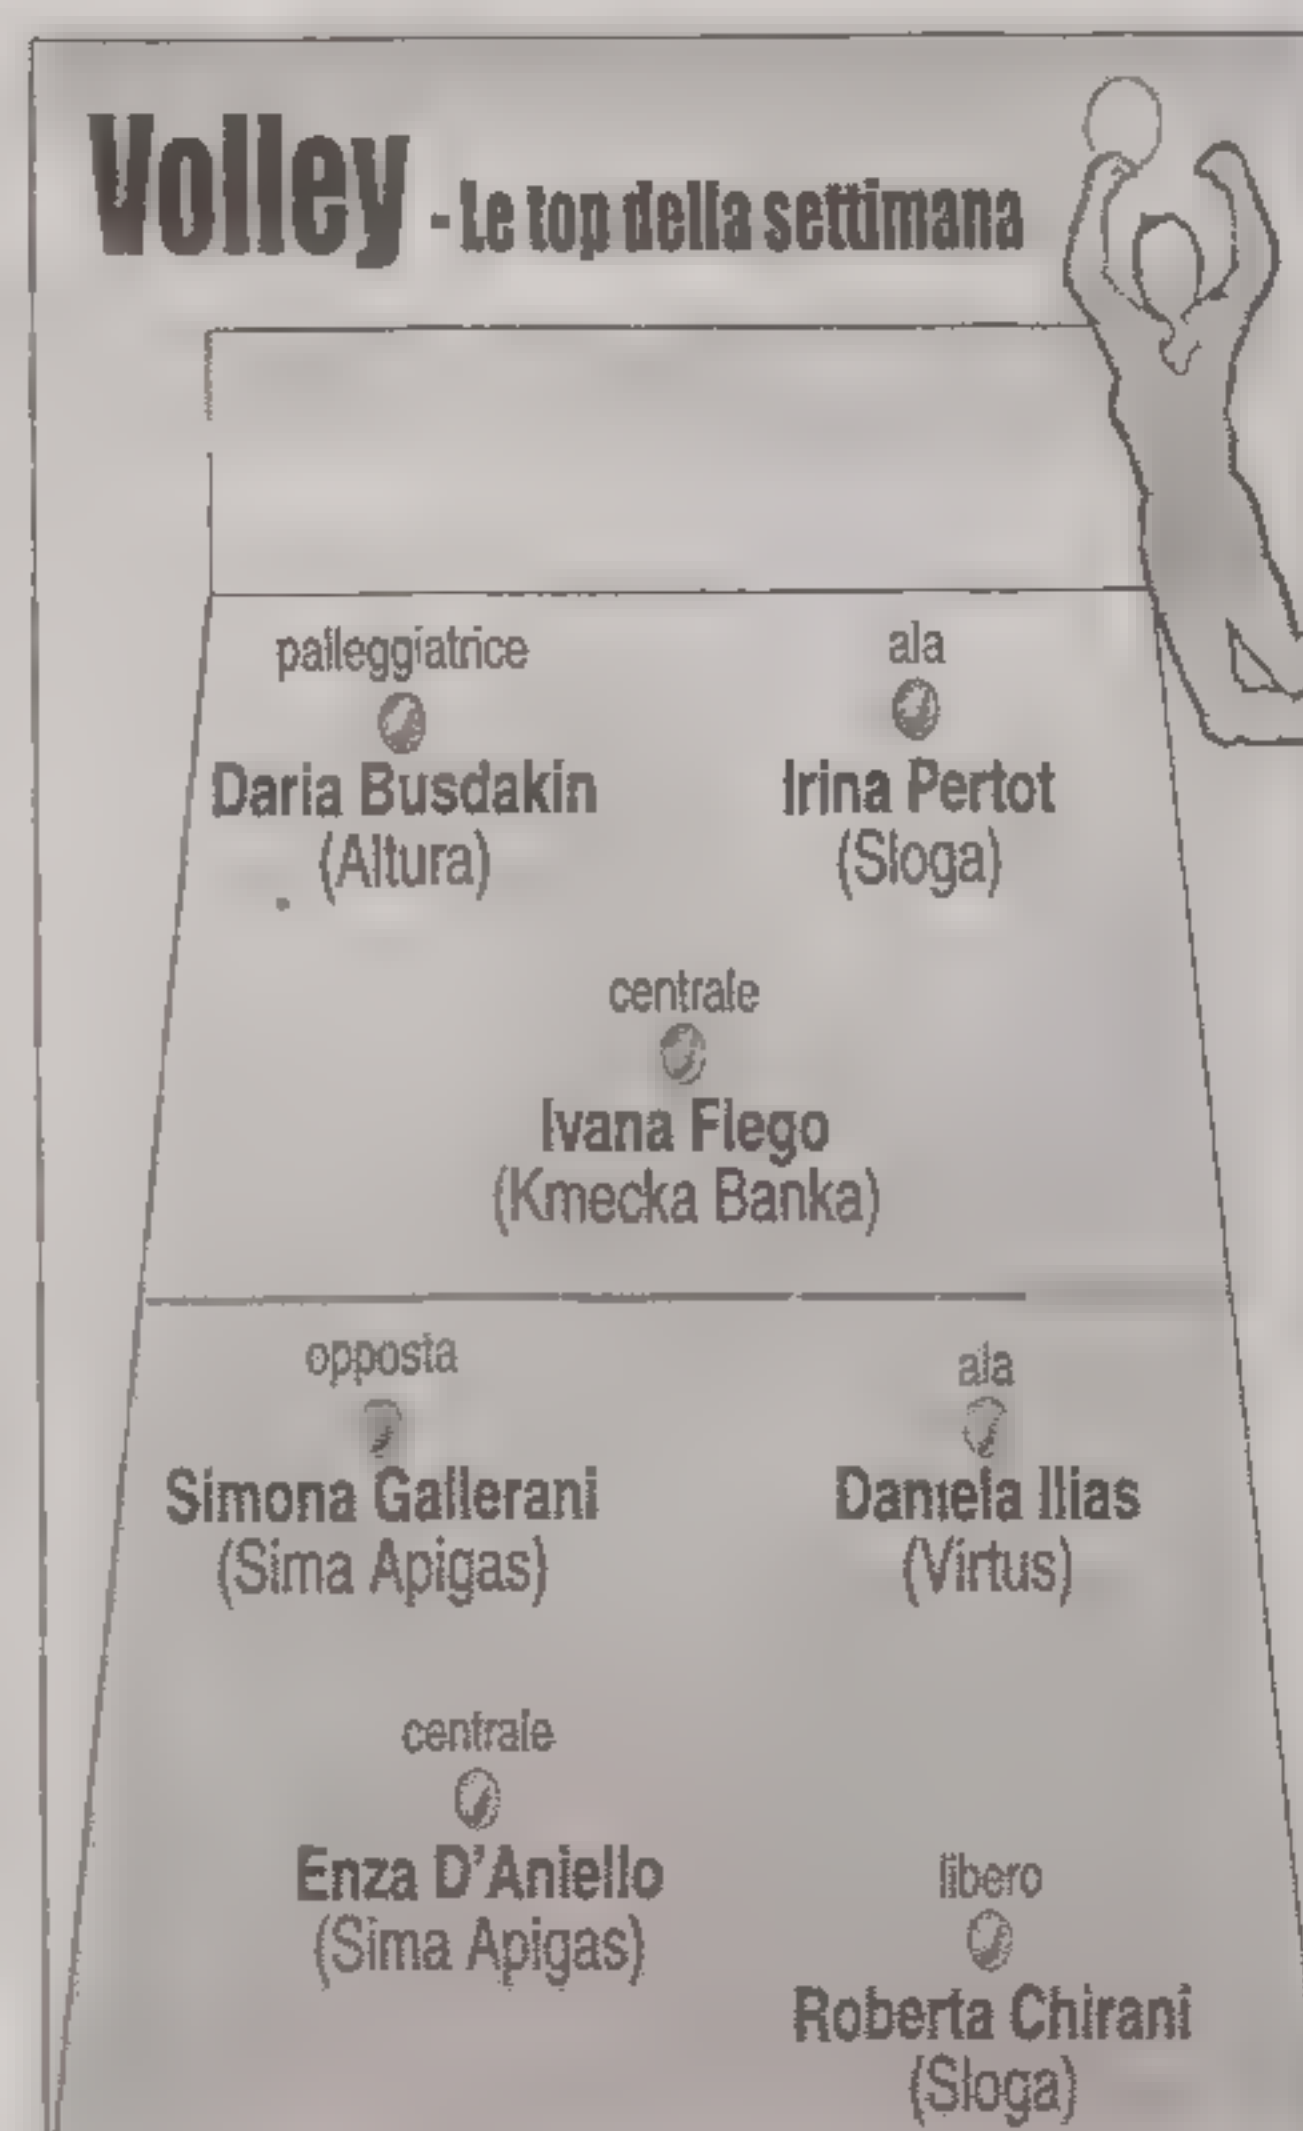 Volley - Le top della settimana
palleggiatrice
Daria Busdakin
(Altura)
ala
Irina Pertot
(Sloga)
centrale
Ivana Flego
(Kmecka Banka)
opposta
Simona Gallerani
(Sima Apigas)
ala
Daniela Ilias
(Virtus)
centrale
Enza D'Aniello
(Sima Apigas)
libero
Roberta Chirani
(Sloga)